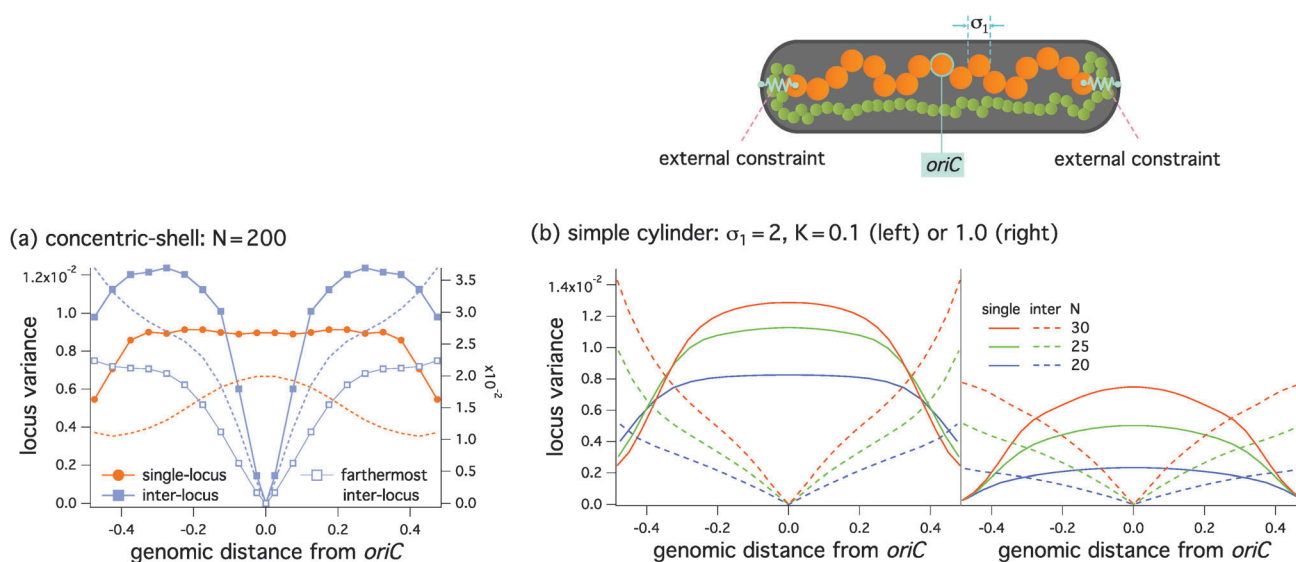 σ₁
external constraint
external constraint
oriC
(a) concentric-shell: N = 200
(b) simple cylinder: σ₁ = 2, K = 0.1 (left) or 1.0 (right)
1.2x10⁻²
1.0
0.8
0.6
0.4
0.2
0.0
locus variance
3.5
3.0
2.5
2.0
1.5
1.0
0.5
0.0
x10⁻²
single-locus
inter-locus
farthermost
inter-locus
-0.4
-0.2
0.0
0.2
0.4
genomic distance from oriC
1.4x10⁻²
1.2
1.0
0.8
0.6
0.4
0.2
0.0
locus variance
single inter N
30
25
20
-0.4
-0.2
0.0
0.2
0.4
-0.4
-0.2
0.0
0.2
0.4
genomic distance from oriC
genomic distance from oriC